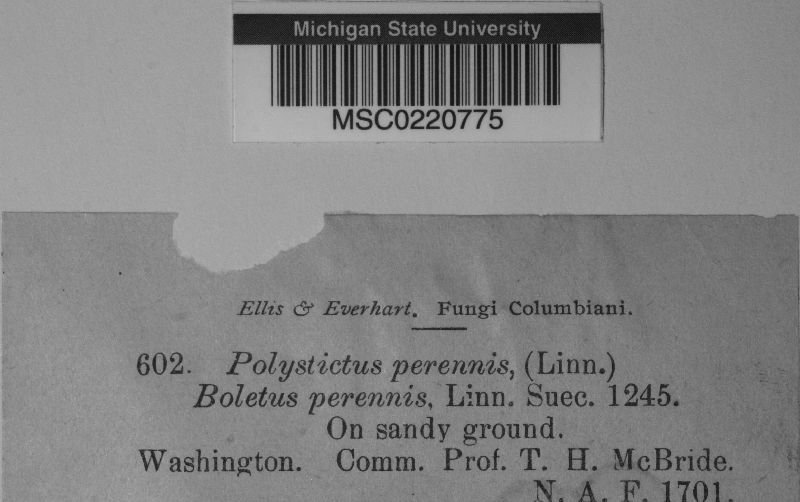 Michigan State University
MSC0220775
Ellis & Everhart. Fungi Columbiani.
602. Polystictus perennis, (Linn.)
Boletus perennis, Linn. Suec. 1245.
On sandy ground.
Washington. Comm. Prof. T. H. McBride.
N. A. F. 1701.